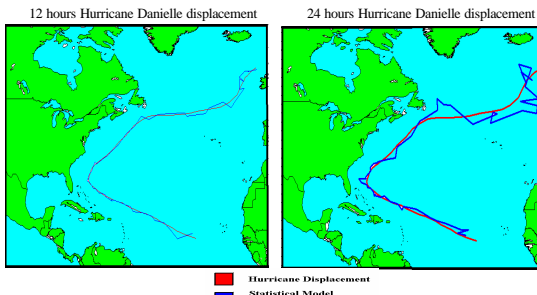 12 hours Hurricane Danielle displacement
24 hours Hurricane Danielle displacement
Hurricane Displacement
Statistical Model